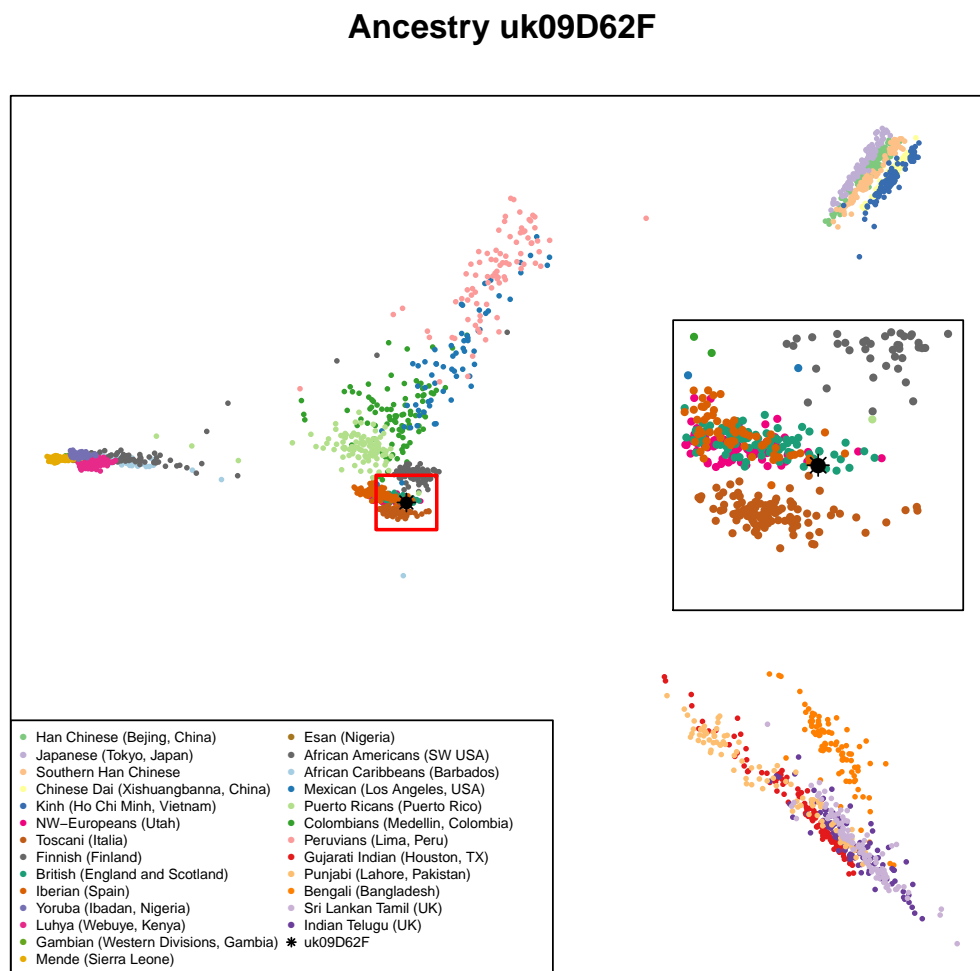 Ancestry uk09D62F
Han Chinese (Bejing, China)
Japanese (Tokyo, Japan)
Southern Han Chinese
Chinese Dai (Xishuangbanna, China)
Kinh (Ho Chi Minh, Vietnam)
NW−Europeans (Utah)
Toscani (Italia)
Finnish (Finland)
British (England and Scotland)
Iberian (Spain)
Yoruba (Ibadan, Nigeria)
Luhya (Webuye, Kenya)
Gambian (Western Divisions, Gambia)
Mende (Sierra Leone)
Esan (Nigeria)
African Americans (SW USA)
African Caribbeans (Barbados)
Mexican (Los Angeles, USA)
Puerto Ricans (Puerto Rico)
Colombians (Medellin, Colombia)
Peruvians (Lima, Peru)
Gujarati Indian (Houston, TX)
Punjabi (Lahore, Pakistan)
Bengali (Bangladesh)
Sri Lankan Tamil (UK)
Indian Telugu (UK)
uk09D62F